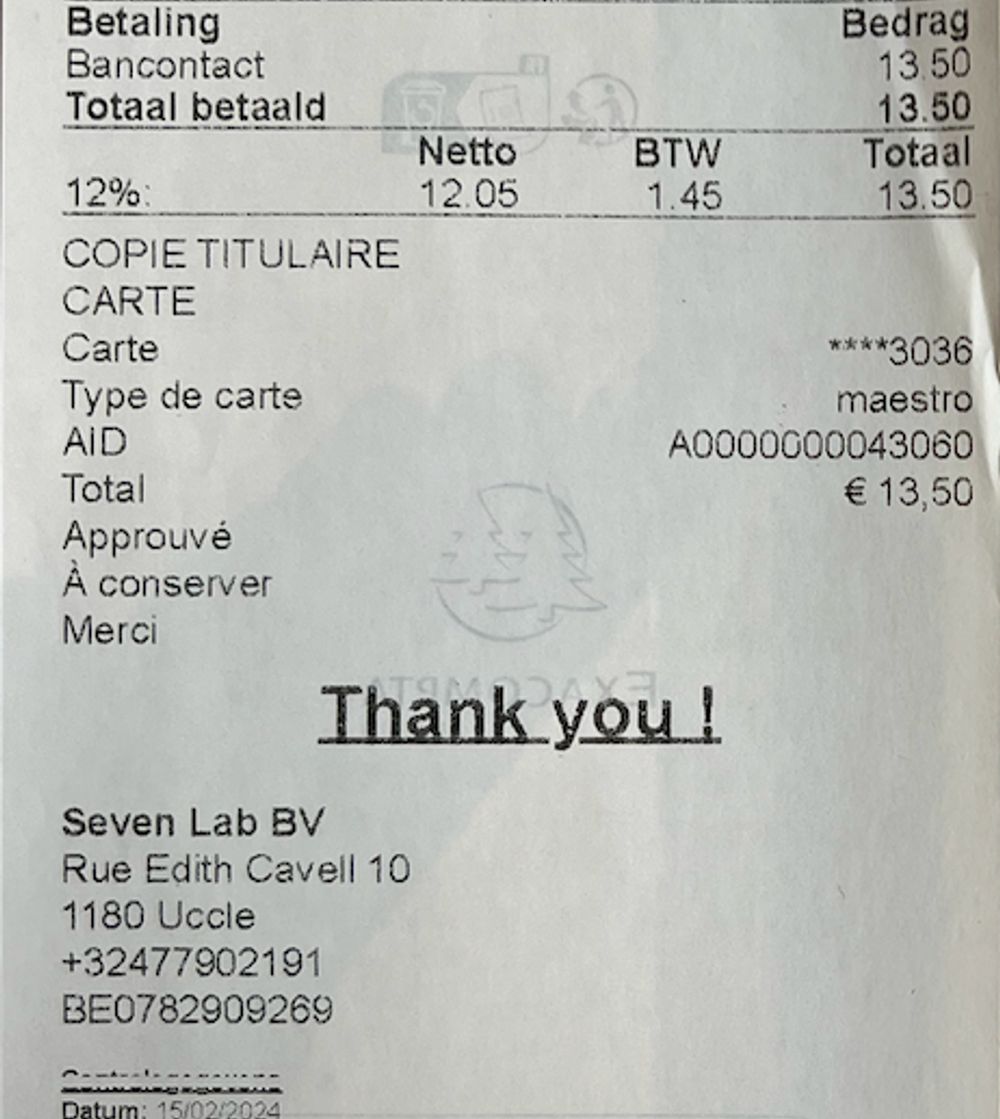 Betaling Bedrag
Bancontact 13.50
Totaal betaald 13.50
Netto BTW Totaal
12%: 12.05 1.45 13.50
COPIE TITULAIRE
CARTE
Carte ****3036
Type de carte maestro
AID A0000000043060
Total € 13,50
Approuvé
À conserver
Merci
EXACOMPTA
Thank you !
Seven Lab BV
Rue Edith Cavell 10
1180 Uccle
+32477902191
BE0782909269
Controlegegevens
Datum: 15/02/2024